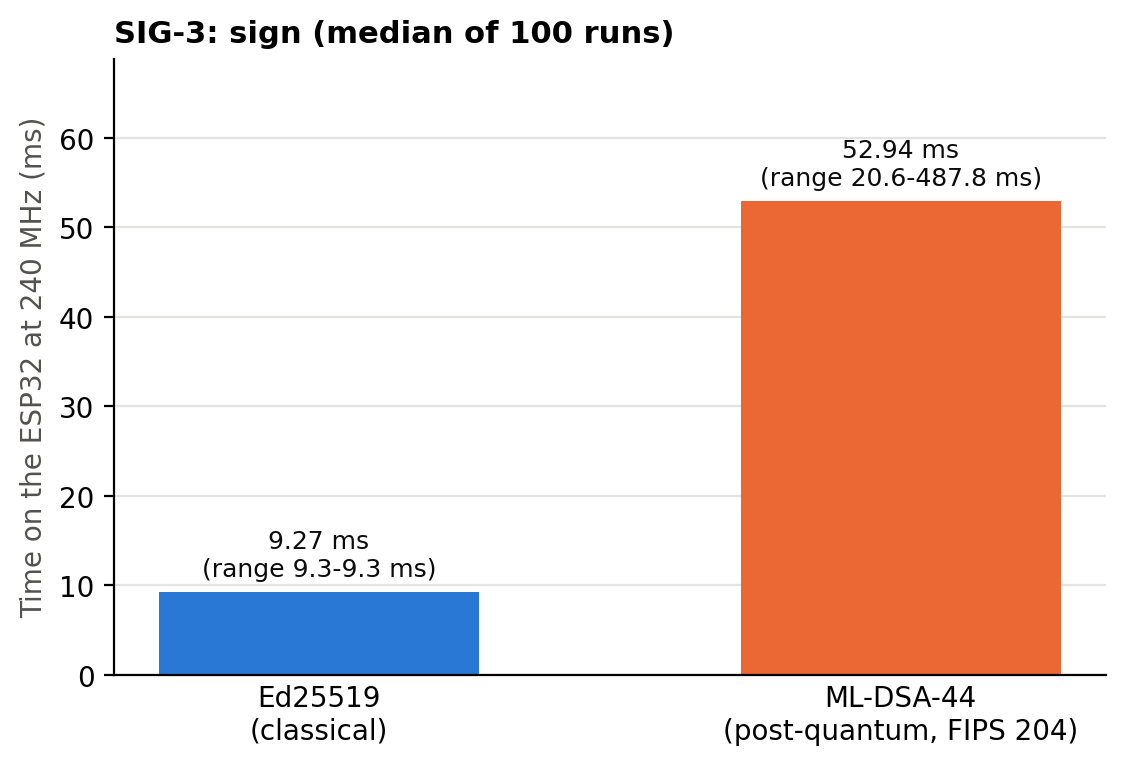 SIG-3: sign (median of 100 runs)
Time on the ESP32 at 240 MHz (ms)
60
50
40
30
20
10
0
52.94 ms
(range 20.6-487.8 ms)
9.27 ms
(range 9.3-9.3 ms)
Ed25519
(classical)
ML-DSA-44
(post-quantum, FIPS 204)